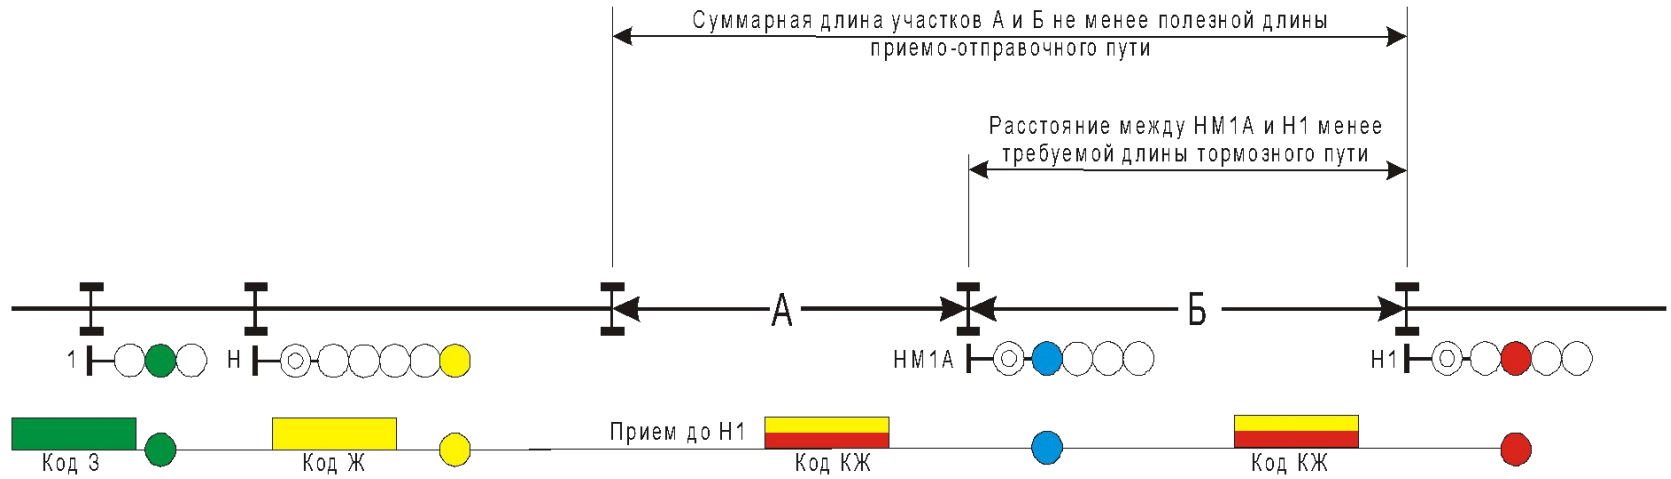 Суммарная длина участков А и Б не менее полезной длины
приемо-отправочного пути
Расстояние между НМ1А и Н1 менее
требуемой длины тормозного пути
А
Б
1
Н
НМ1А
Н1
Прием до Н1
Код З
Код Ж
Код КЖ
Код КЖ